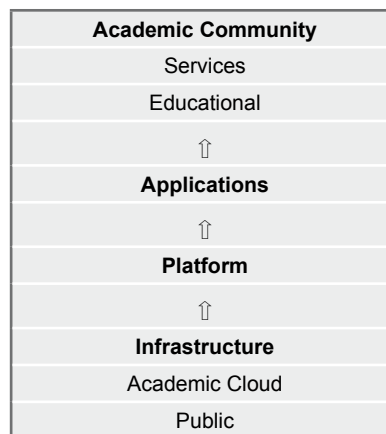 Academic Community
Services
Educational
⇧
Applications
⇧
Platform
⇧
Infrastructure
Academic Cloud
Public